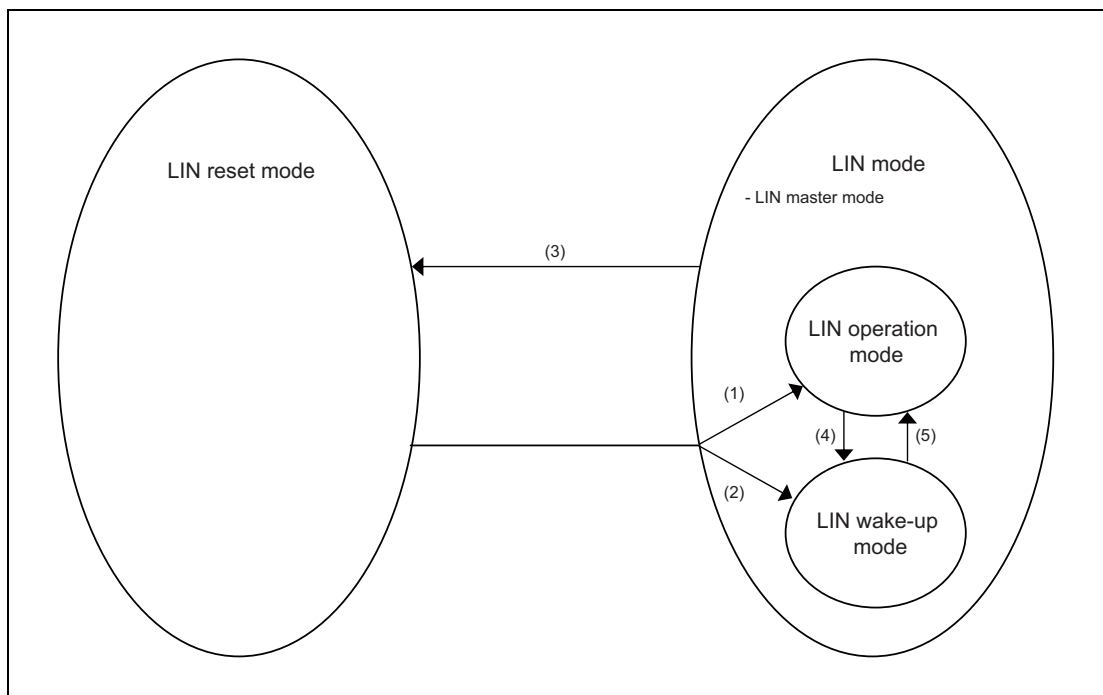 LIN reset mode
LIN mode
- LIN master mode
(3)
LIN operation
mode
(1)
(4)
(5)
(2)
LIN wake-up
mode